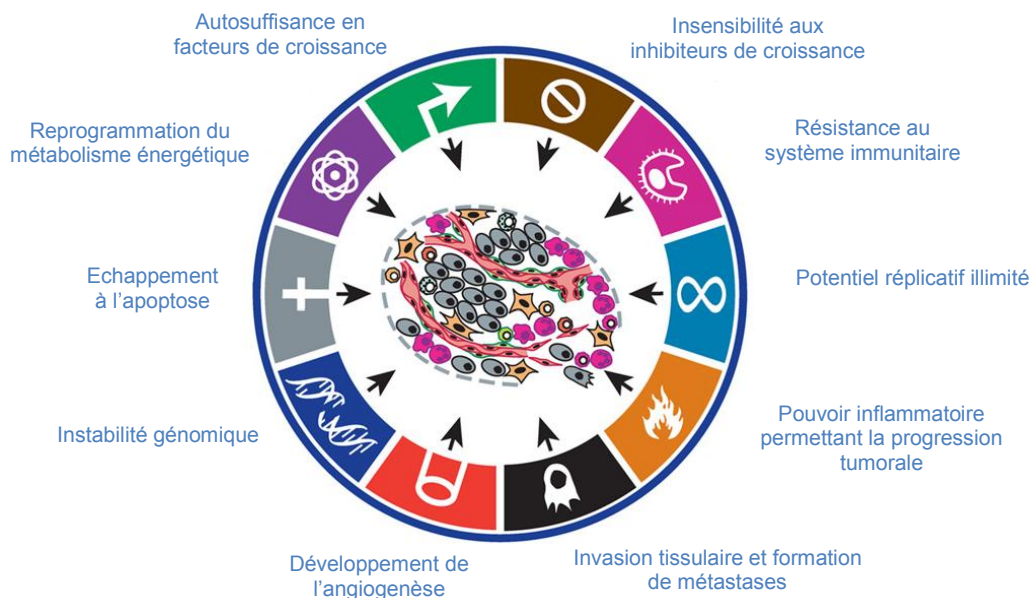 Autosuffisance en
facteurs de croissance
Insensibilité aux
inhibiteurs de croissance
Reprogrammation du
métabolisme énergétique
Résistance au
système immunitaire
Echappement
à l’apoptose
Potentiel réplicatif illimité
Instabilité génomique
Pouvoir inflammatoire
permettant la progression
tumorale
Développement de
l’angiogenèse
Invasion tissulaire et formation
de métastases